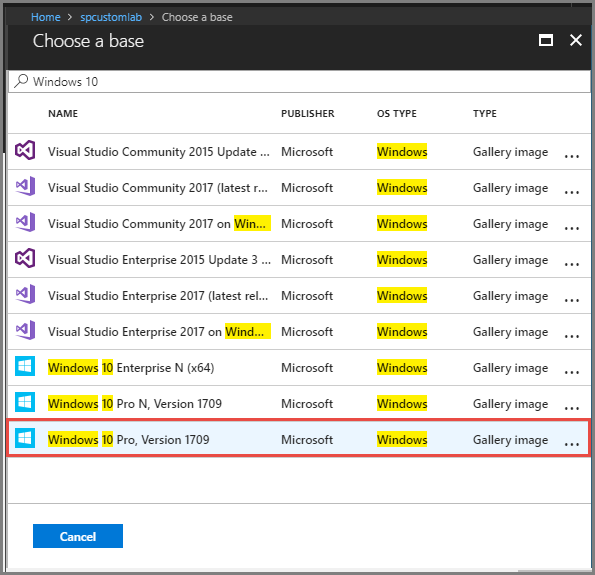 Home > spcustomlab > Choose a base
Choose a base
Windows 10
NAME PUBLISHER OS TYPE TYPE
Visual Studio Community 2015 Update ... Microsoft Windows Gallery image ...
Visual Studio Community 2017 (latest r... Microsoft Windows Gallery image ...
Visual Studio Community 2017 on Win... Microsoft Windows Gallery image ...
Visual Studio Enterprise 2015 Update 3 ... Microsoft Windows Gallery image ...
Visual Studio Enterprise 2017 (latest rel... Microsoft Windows Gallery image ...
Visual Studio Enterprise 2017 on Wind... Microsoft Windows Gallery image ...
Windows 10 Enterprise N (x64) Microsoft Windows Gallery image ...
Windows 10 Pro N, Version 1709 Microsoft Windows Gallery image ...
Windows 10 Pro, Version 1709 Microsoft Windows Gallery image ...
Cancel